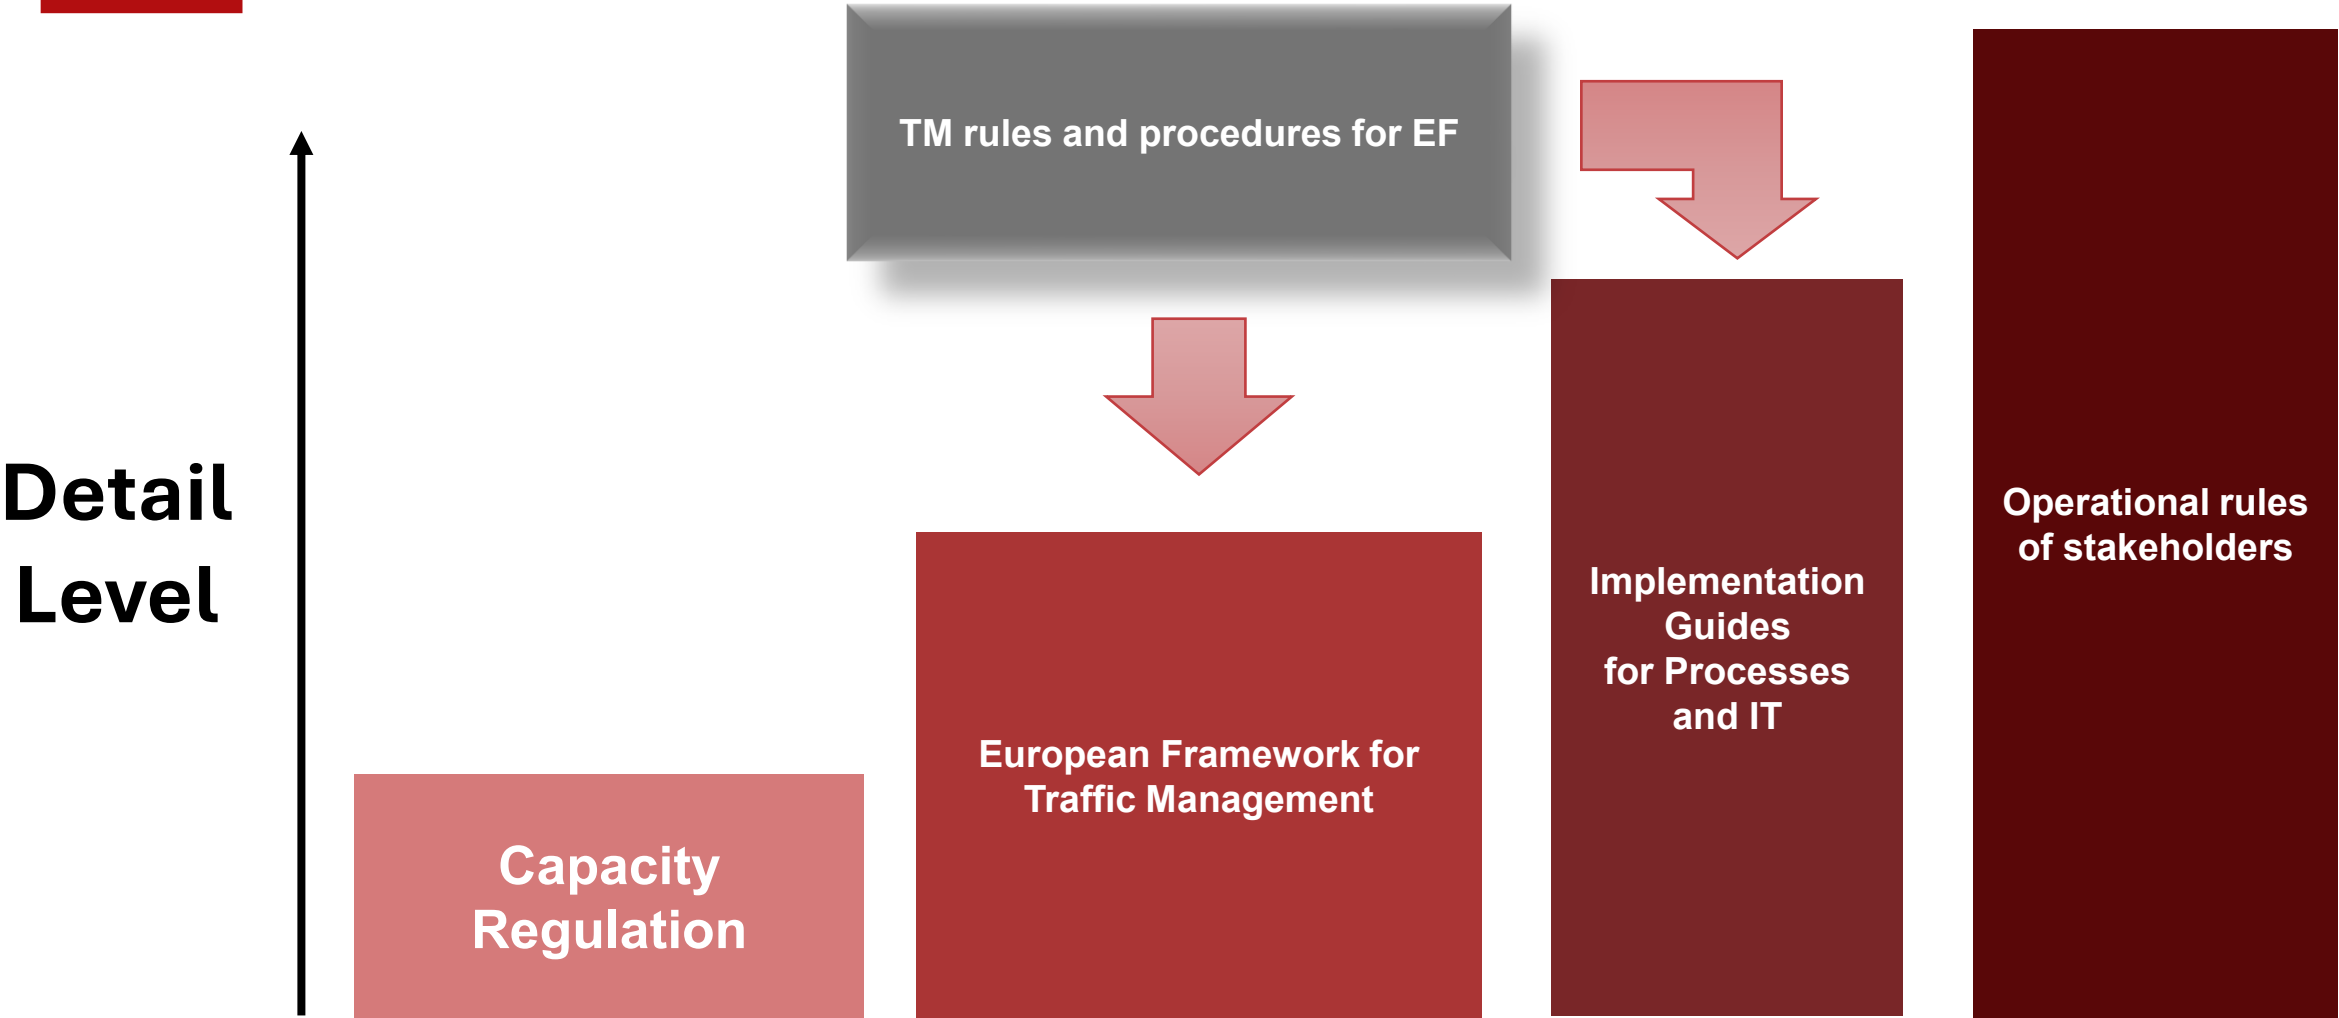 TM rules and procedures for EF
Detail
Level
Capacity
Regulation
European Framework for
Traffic Management
Implementation
Guides
for Processes
and IT
Operational rules
of stakeholders